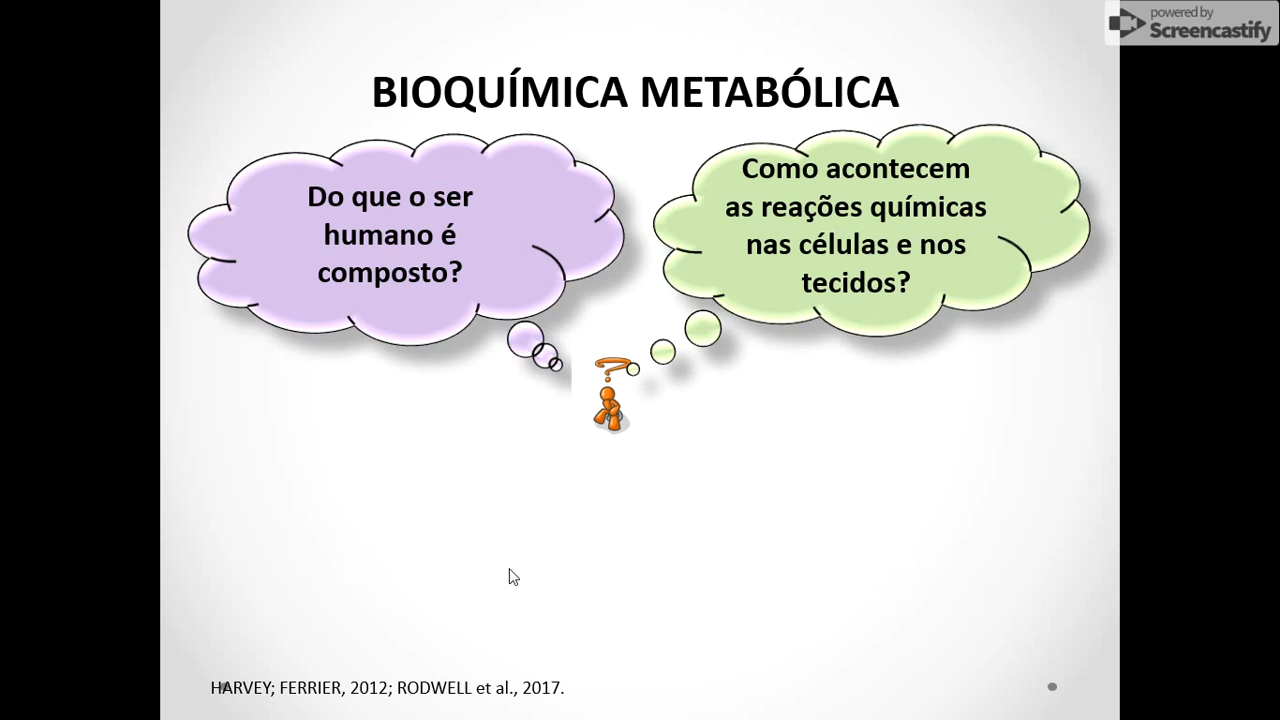 powered by
Screencastify
BIOQUÍMICA METABÓLICA
Do que o ser
humano é
composto?
Como acontecem
as reações químicas
nas células e nos
tecidos?
?
HARVEY; FERRIER, 2012; RODWELL et al., 2017.